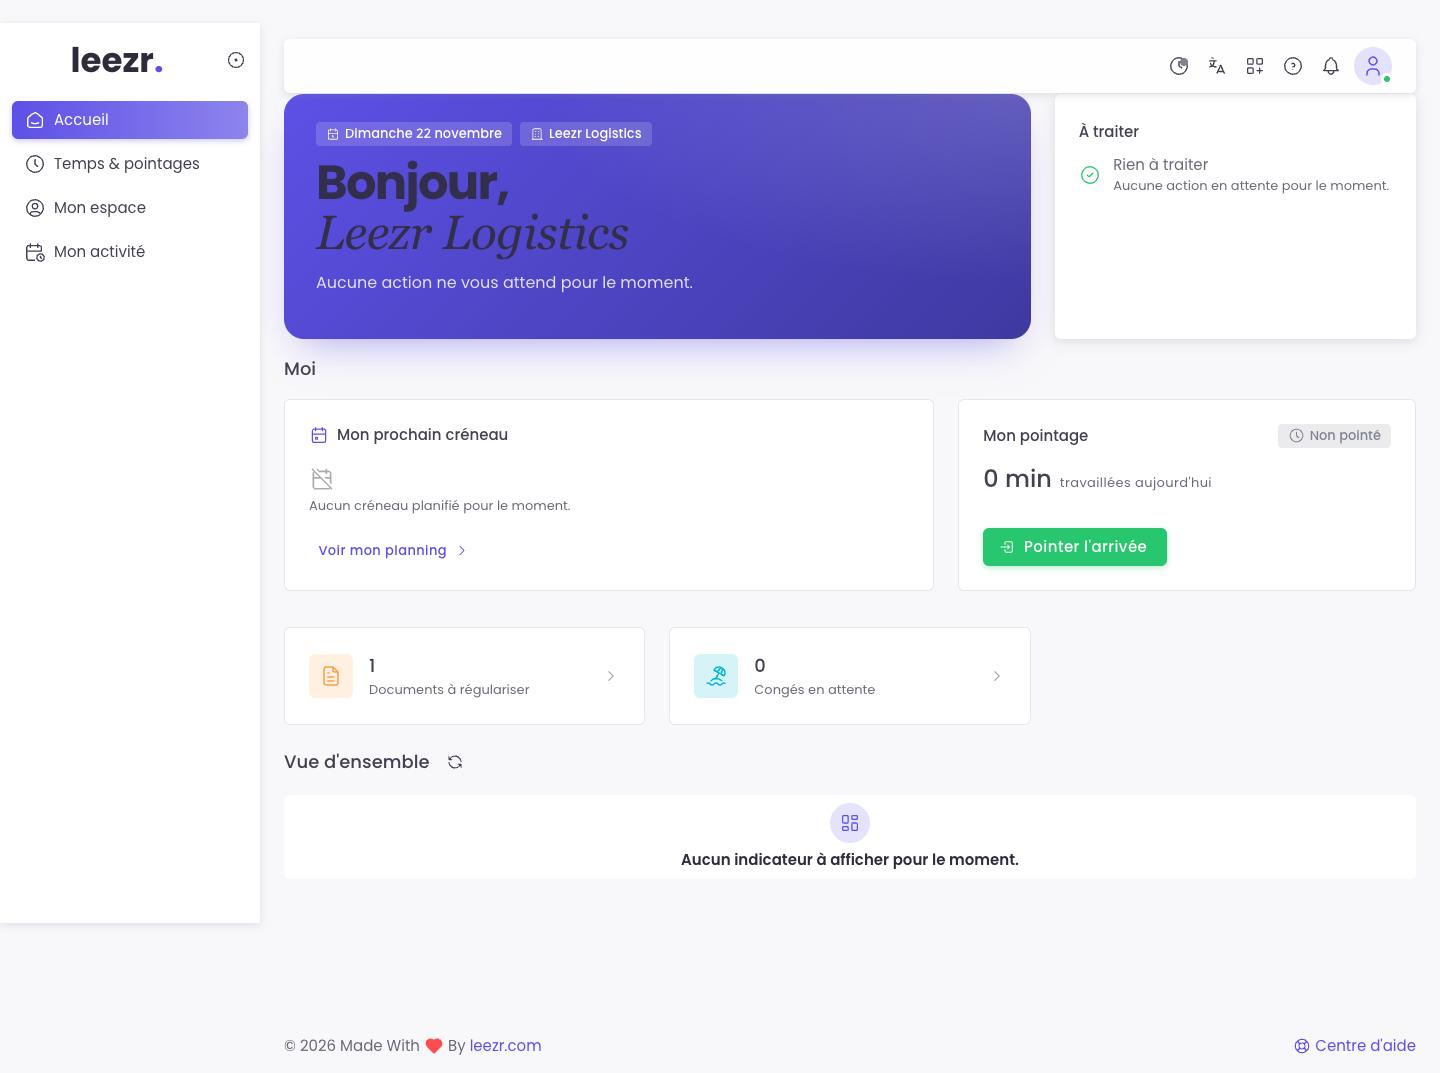 leezr.
Accueil
Temps & pointages
Mon espace
Mon activité
Dimanche 22 novembre
Leezr Logistics
Bonjour,
Leezr Logistics
Aucune action ne vous attend pour le moment.
À traiter
Rien à traiter
Aucune action en attente pour le moment.
Moi
Mon prochain créneau
Aucun créneau planifié pour le moment.
Voir mon planning
Mon pointage
Non pointé
0 min travaillées aujourd'hui
Pointer l'arrivée
1
Documents à régulariser
0
Congés en attente
Vue d'ensemble
Aucun indicateur à afficher pour le moment.
© 2026 Made With By leezr.com
Centre d'aide